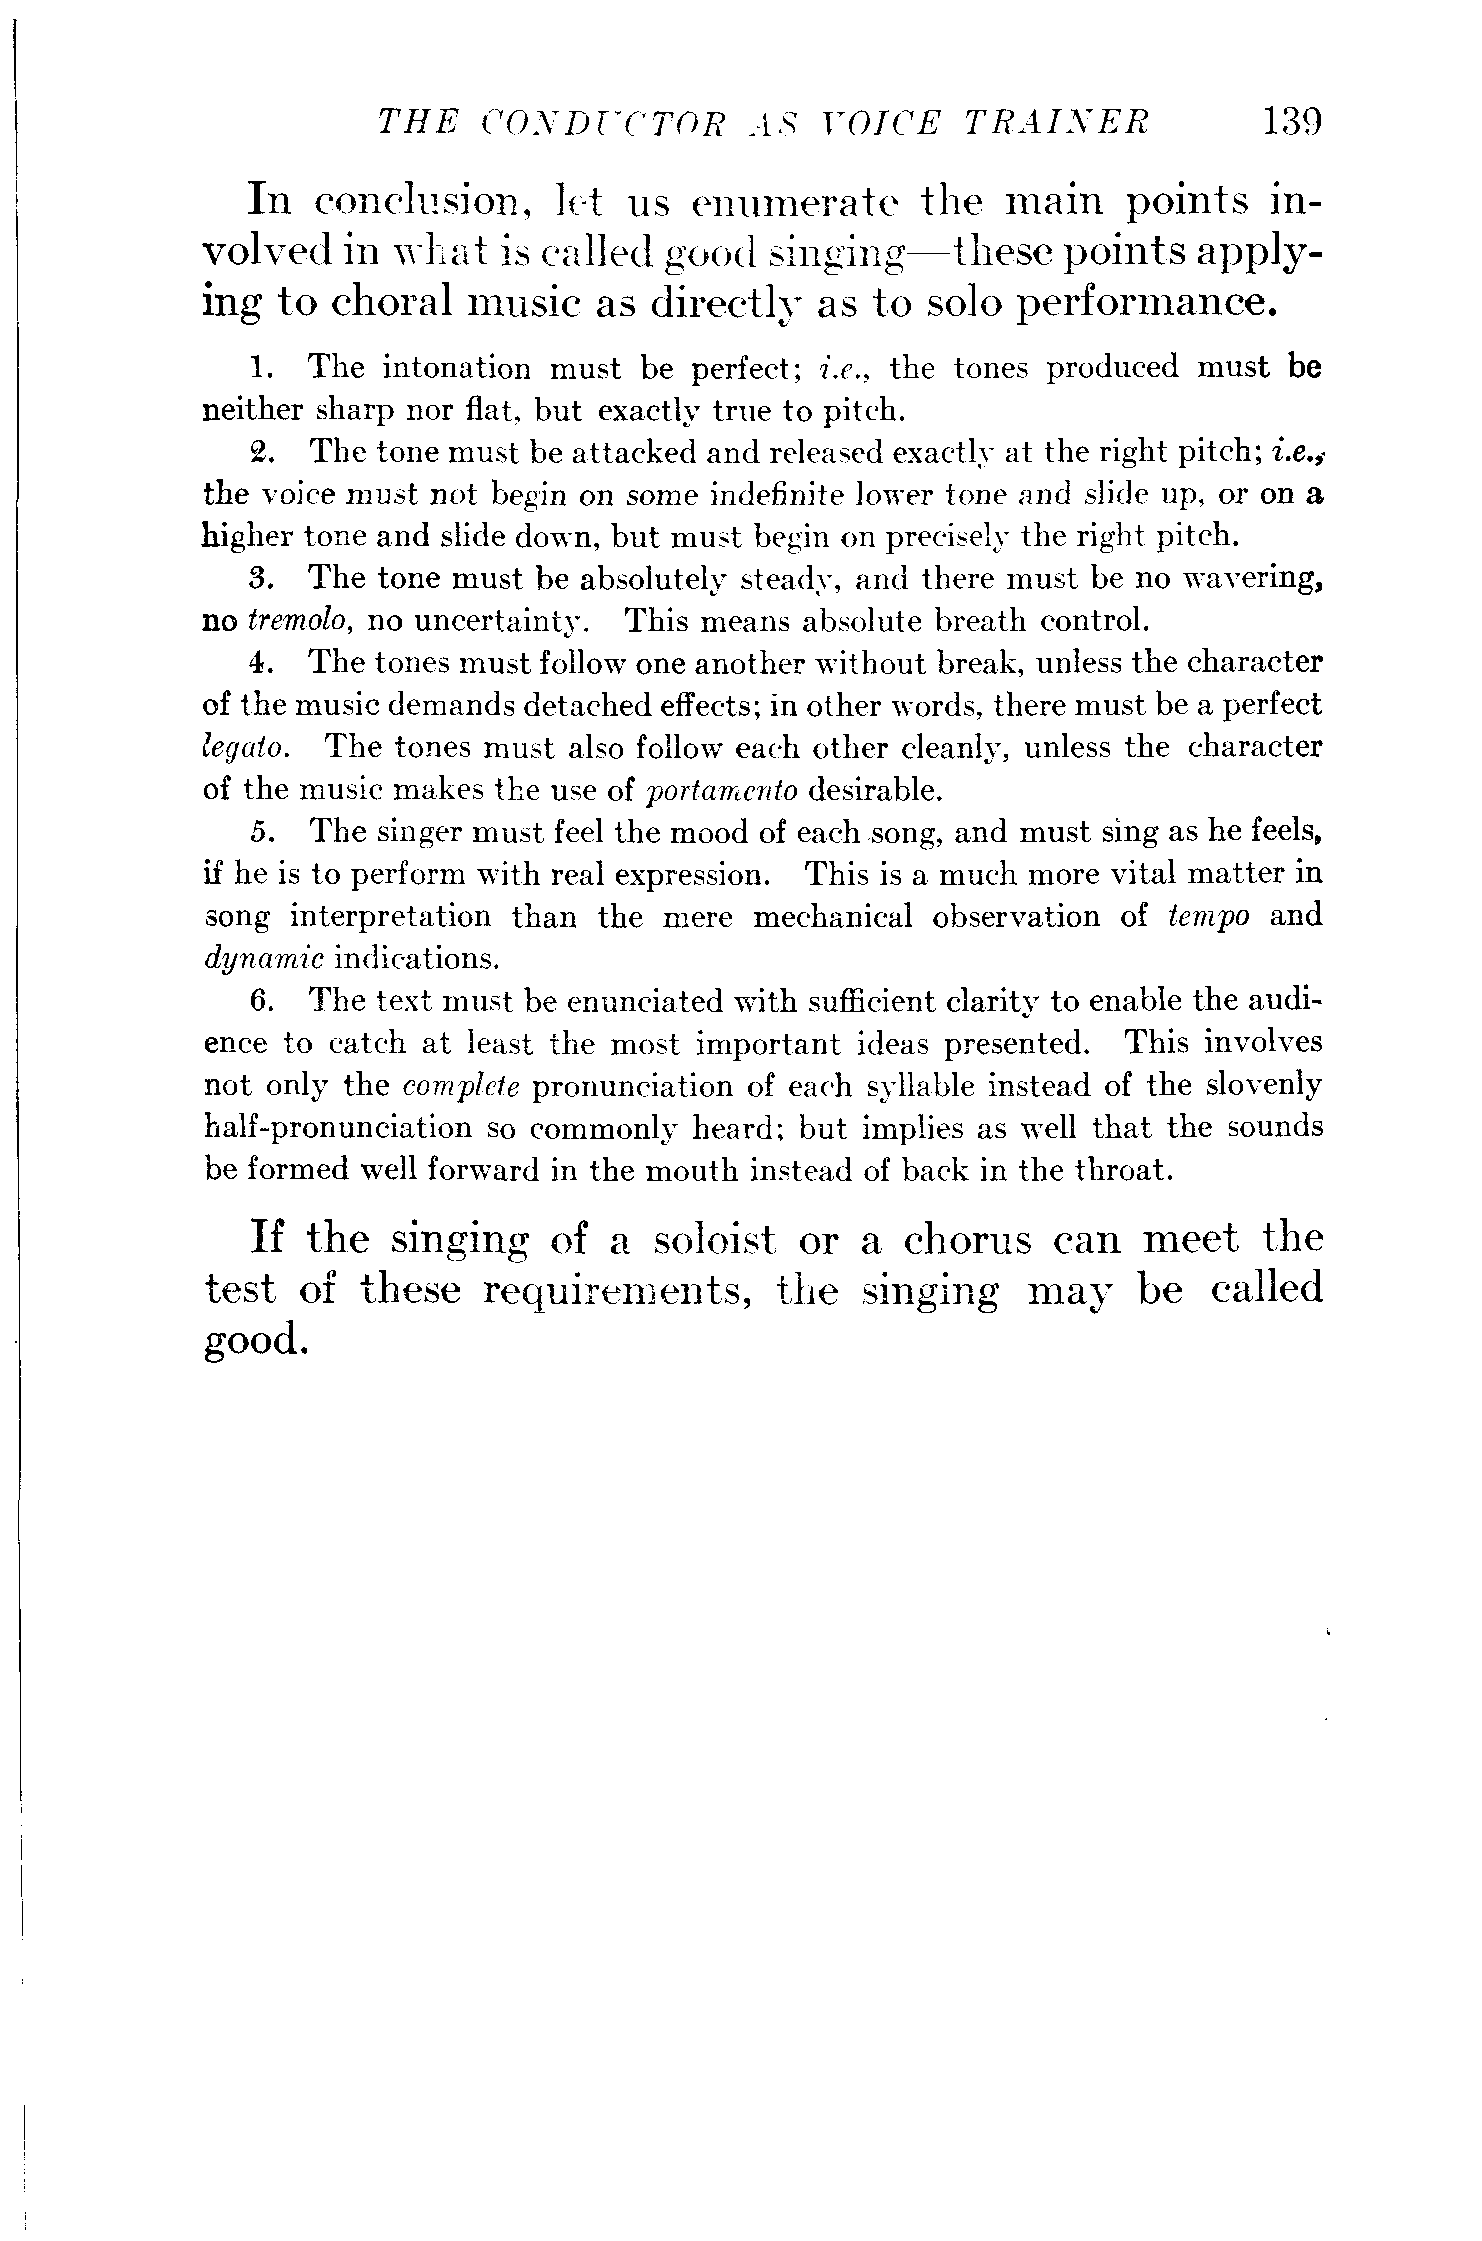 THE CONDUCTOR AS VOICE TRAINER 139
In conclusion, let us enumerate the main points in-
volved in what is called good singing—these points apply-
ing to choral music as directly as to solo performance.
1. The intonation must be perfect; i.e., the tones produced must be
neither sharp nor flat, but exactly true to pitch.
2. The tone must be attacked and released exactly at the right pitch; i.e.,
the voice must not begin on some indefinite lower tone and slide up, or on a
higher tone and slide down, but must begin on precisely the right pitch.
3. The tone must be absolutely steady, and there must be no wavering,
no tremolo, no uncertainty. This means absolute breath control.
4. The tones must follow one another without break, unless the character
of the music demands detached effects; in other words, there must be a perfect
legato. The tones must also follow each other cleanly, unless the character
of the music makes the use of portamento desirable.
5. The singer must feel the mood of each song, and must sing as he feels,
if he is to perform with real expression. This is a much more vital matter in
song interpretation than the mere mechanical observation of tempo and
dynamic indications.
6. The text must be enunciated with sufficient clarity to enable the audi-
ence to catch at least the most important ideas presented. This involves
not only the complete pronunciation of each syllable instead of the slovenly
half-pronunciation so commonly heard; but implies as well that the sounds
be formed well forward in the mouth instead of back in the throat.
If the singing of a soloist or a chorus can meet the
test of these requirements, the singing may be called
good.